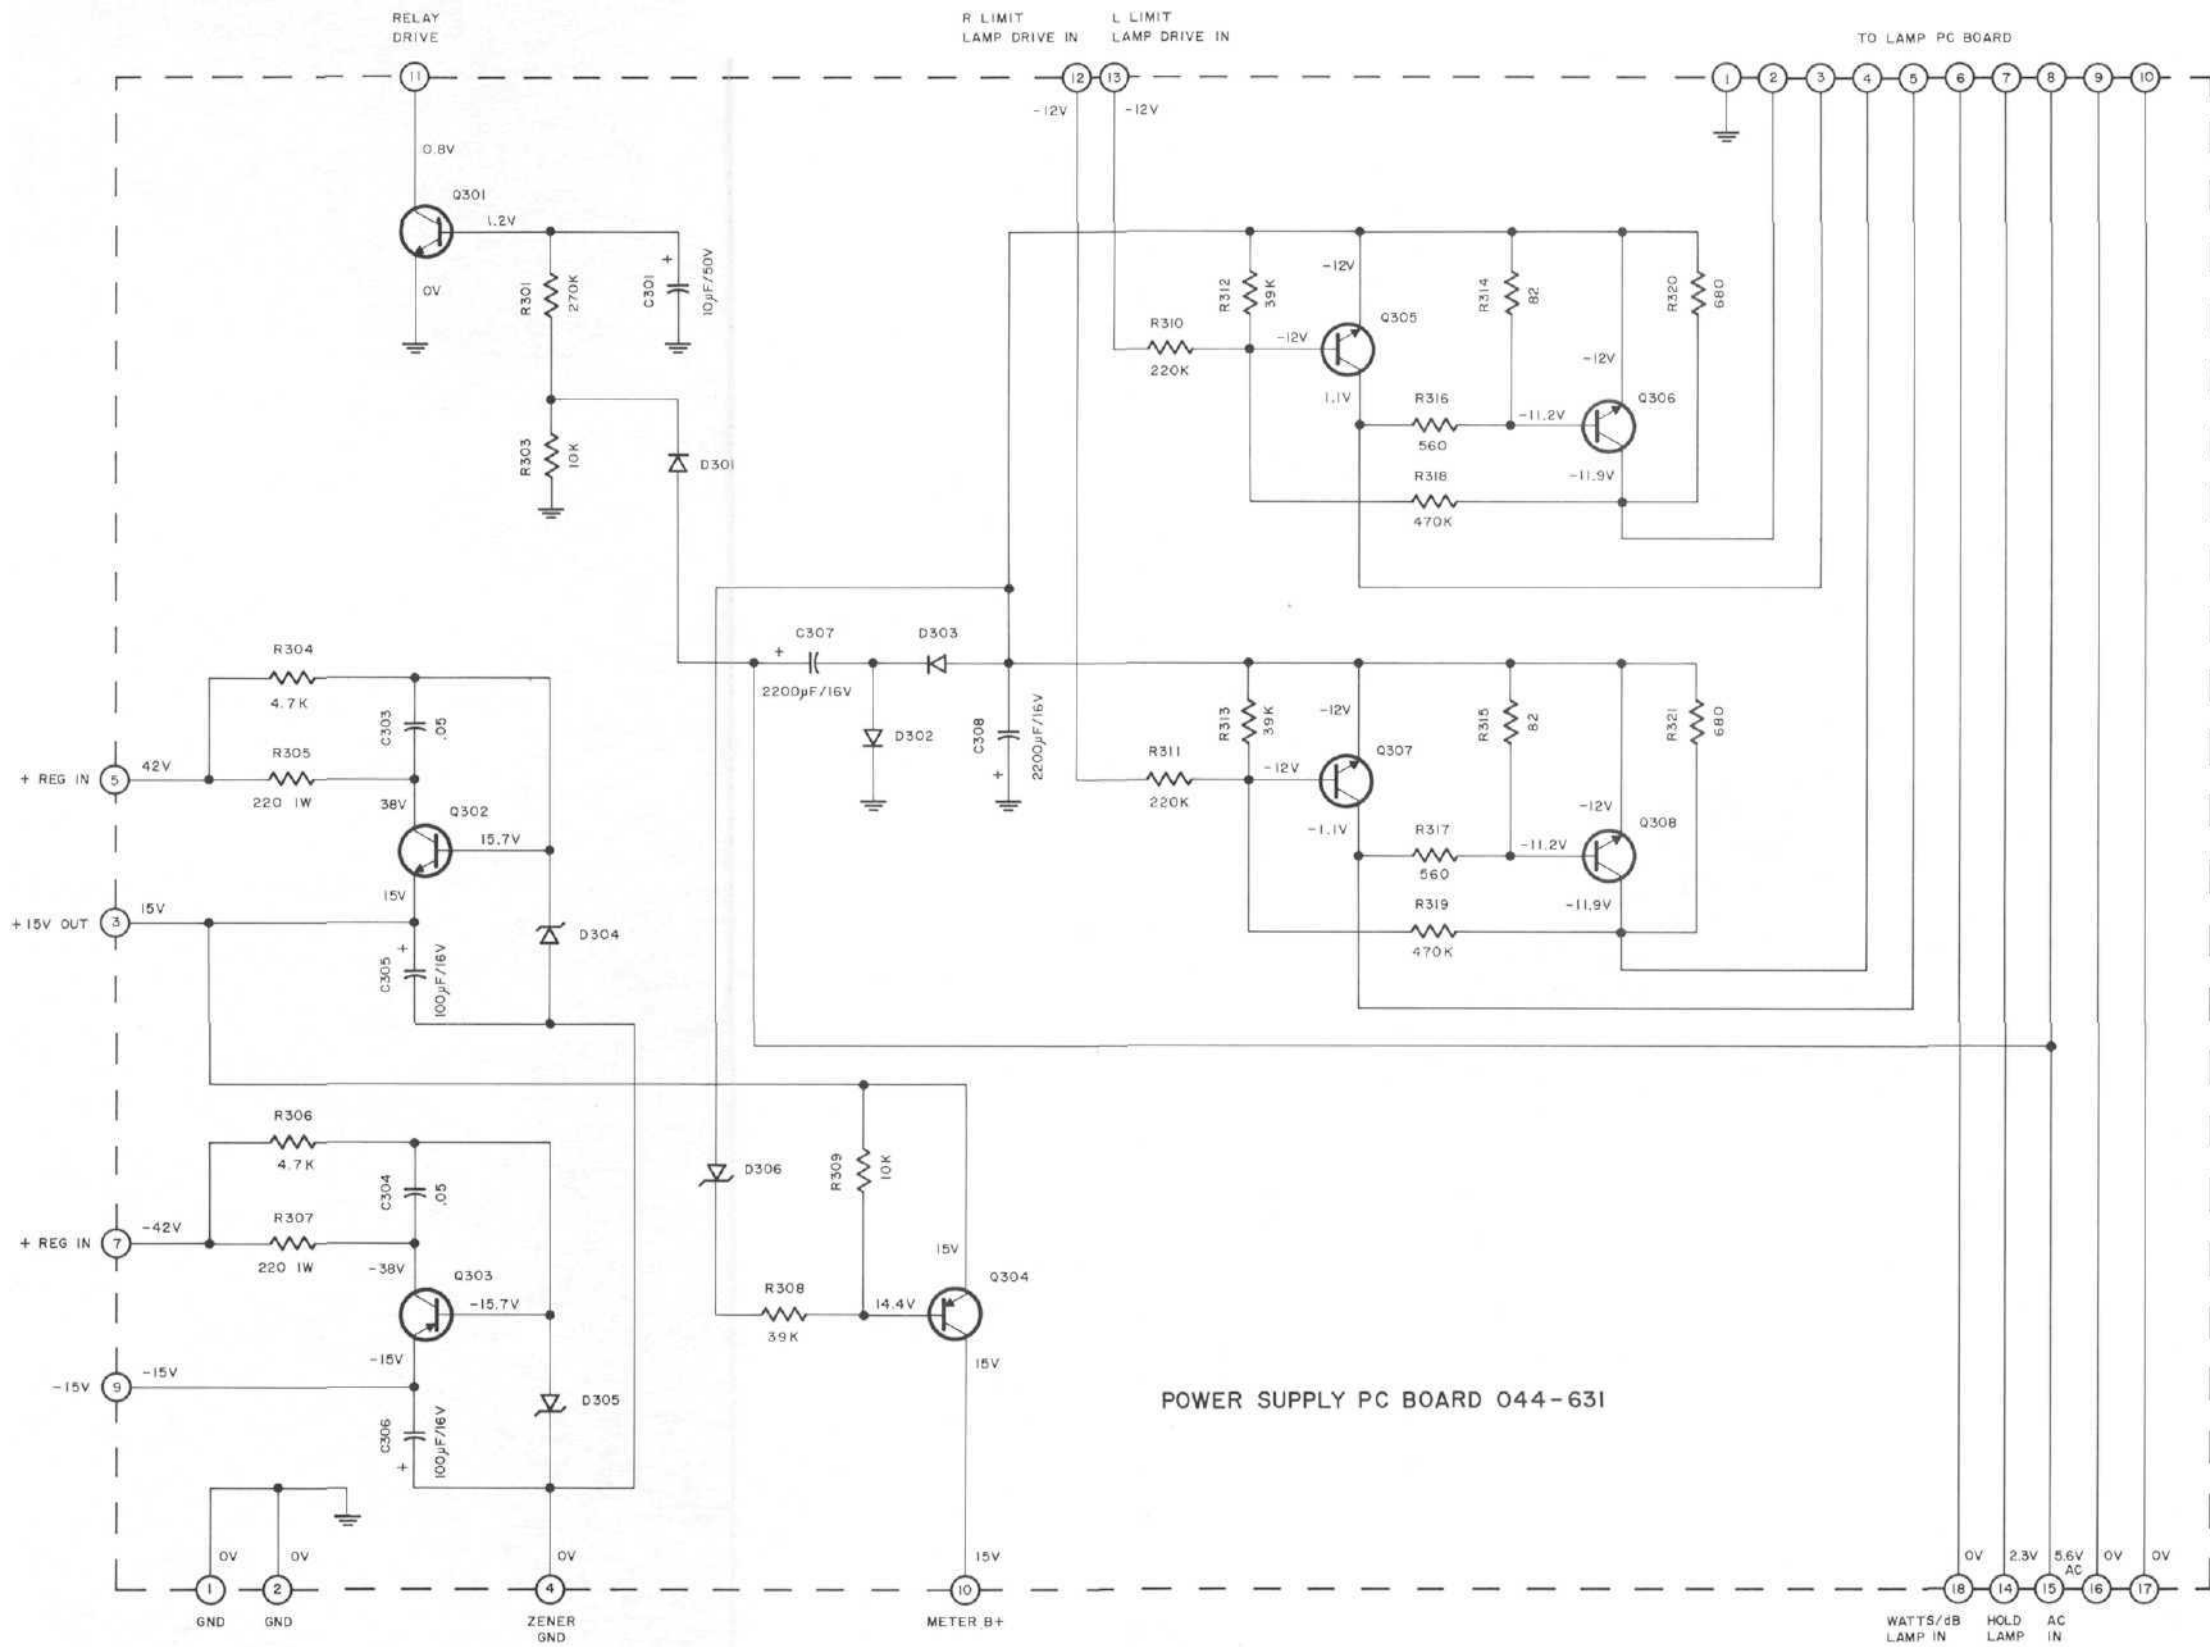 RELAY
DRIVE
R LIMIT
LAMP DRIVE IN
L LIMIT
LAMP DRIVE IN
TO LAMP PC BOARD
11
12
13
1
2
3
4
5
6
7
8
9
10
-12V
-12V
0.8V
Q301
1.2V
0V
R301
270K
C301
+
10µF/50V
R303
10K
D301
R312
39K
-12V
Q305
R310
220K
-12V
1.1V
R314
82
R320
680
-12V
Q306
R316
560
-11.2V
R318
470K
-11.9V
R304
4.7K
C303
.05
R305
220 1W
+ REG IN
5
42V
38V
Q302
15.7V
15V
+15V OUT
3
15V
D304
C305
+
100µF/16V
C307
+
2200µF/16V
D303
D302
C308
+
2200µF/16V
R313
39K
-12V
Q307
R311
220K
-12V
-1.1V
R315
82
R321
680
-12V
Q308
R317
560
-11.2V
R319
470K
-11.9V
R306
4.7K
C304
.05
R307
220 1W
+ REG IN
7
-42V
-38V
Q303
-15.7V
-15V
-15V
9
-15V
D305
C306
+
100µF/16V
D306
R309
10K
R308
39K
14.4V
15V
Q304
15V
POWER SUPPLY PC BOARD 044-631
0V
0V
0V
15V
0V
2.3V
5.6V
AC
0V
0V
1
2
4
10
18
14
15
16
17
GND
GND
ZENER
GND
METER B+
WATTS/dB
LAMP IN
HOLD
LAMP
AC
IN